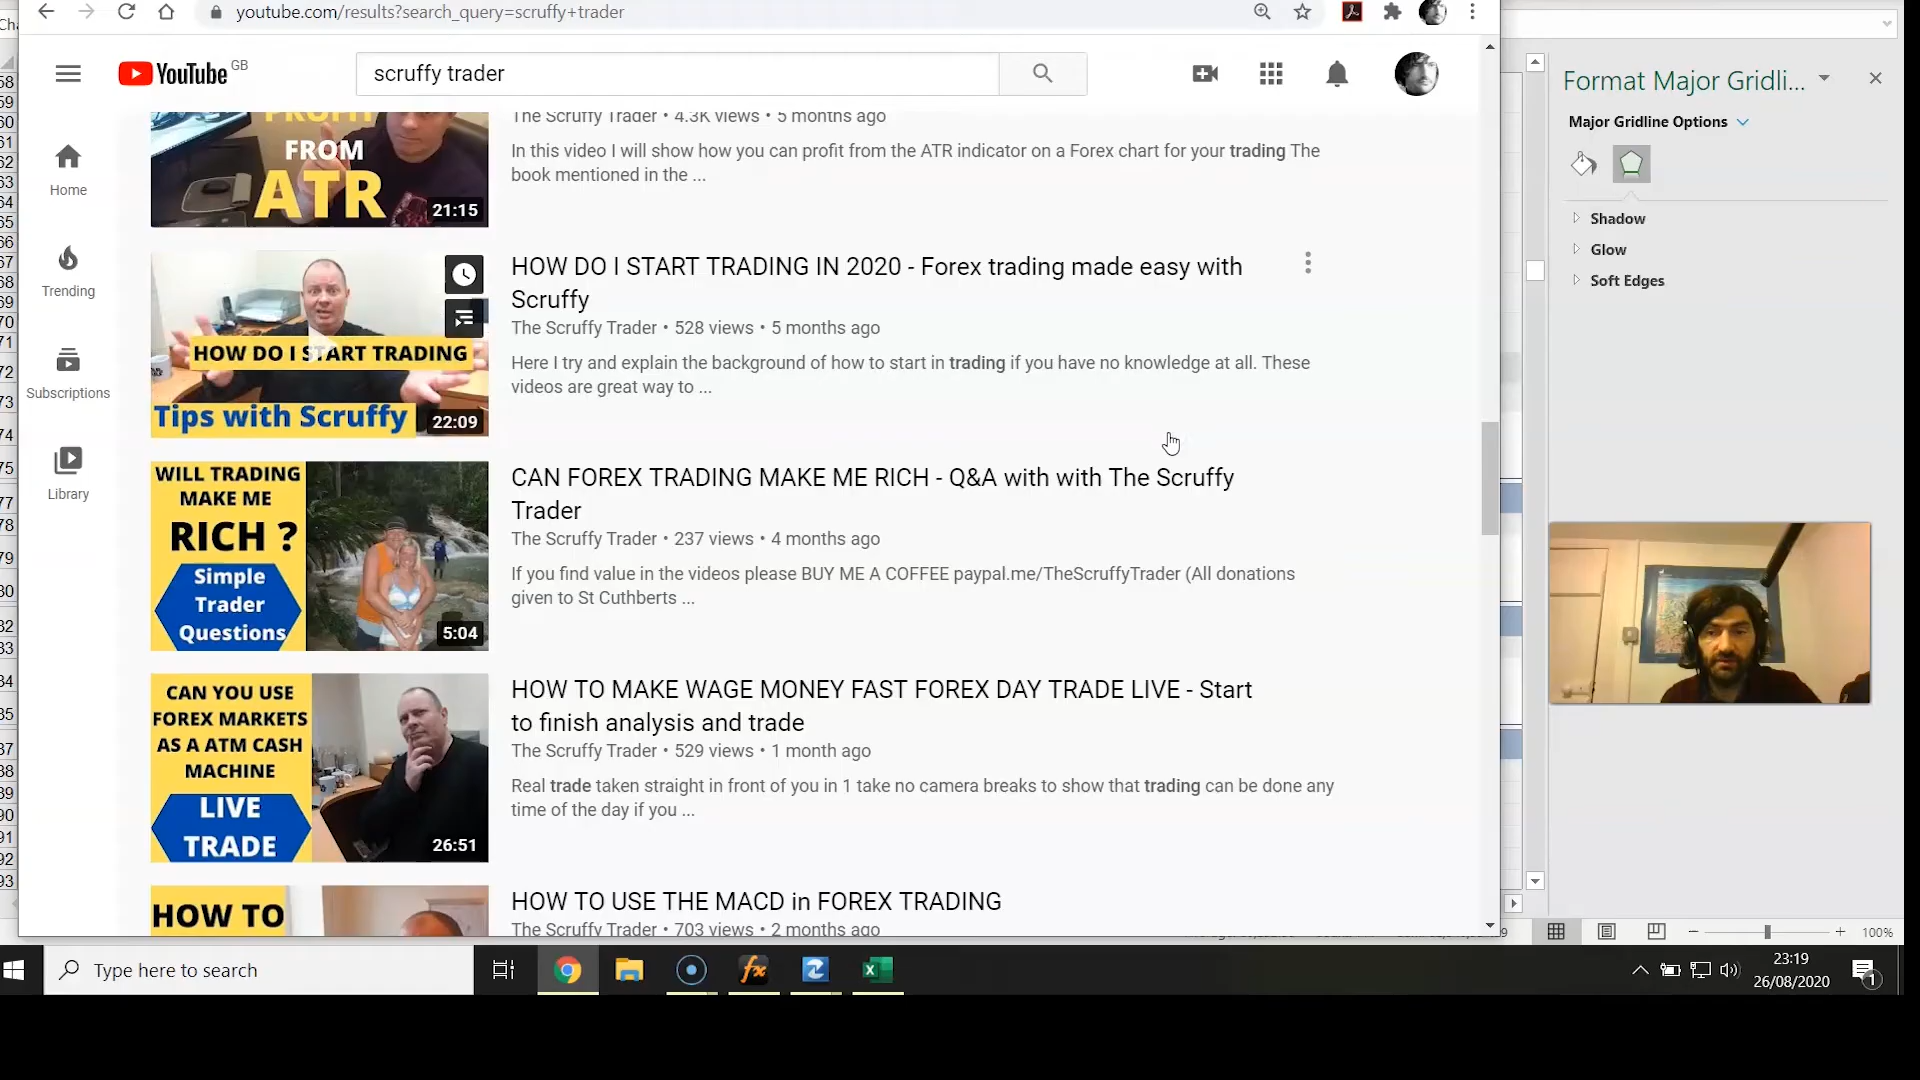 youtube.com/results?search_query=scruffy+trader
YouTube GB
scruffy trader
Home
Trending
Subscriptions
Library
PROFIT
FROM
ATR
21:15
The Scruffy Trader • 4.3K views • 5 months ago
In this video I will show how you can profit from the ATR indicator on a Forex chart for your trading The
book mentioned in the ...
HOW DO I START TRADING
Tips with Scruffy
22:09
HOW DO I START TRADING IN 2020 - Forex trading made easy with
Scruffy
The Scruffy Trader • 528 views • 5 months ago
Here I try and explain the background of how to start in trading if you have no knowledge at all. These
videos are great way to ...
WILL TRADING
MAKE ME
RICH ?
Simple
Trader
Questions
5:04
CAN FOREX TRADING MAKE ME RICH - Q&A with with The Scruffy
Trader
The Scruffy Trader • 237 views • 4 months ago
If you find value in the videos please BUY ME A COFFEE paypal.me/TheScruffyTrader (All donations
given to St Cuthberts ...
CAN YOU USE
FOREX MARKETS
AS A ATM CASH
MACHINE
LIVE
TRADE
26:51
HOW TO MAKE WAGE MONEY FAST FOREX DAY TRADE LIVE - Start
to finish analysis and trade
The Scruffy Trader • 529 views • 1 month ago
Real trade taken straight in front of you in 1 take no camera breaks to show that trading can be done any
time of the day if you ...
HOW TO
HOW TO USE THE MACD in FOREX TRADING
The Scruffy Trader • 703 views • 2 months ago
Format Major Gridli...
Major Gridline Options
Shadow
Glow
Soft Edges
100%
Type here to search
23:19
26/08/2020
1